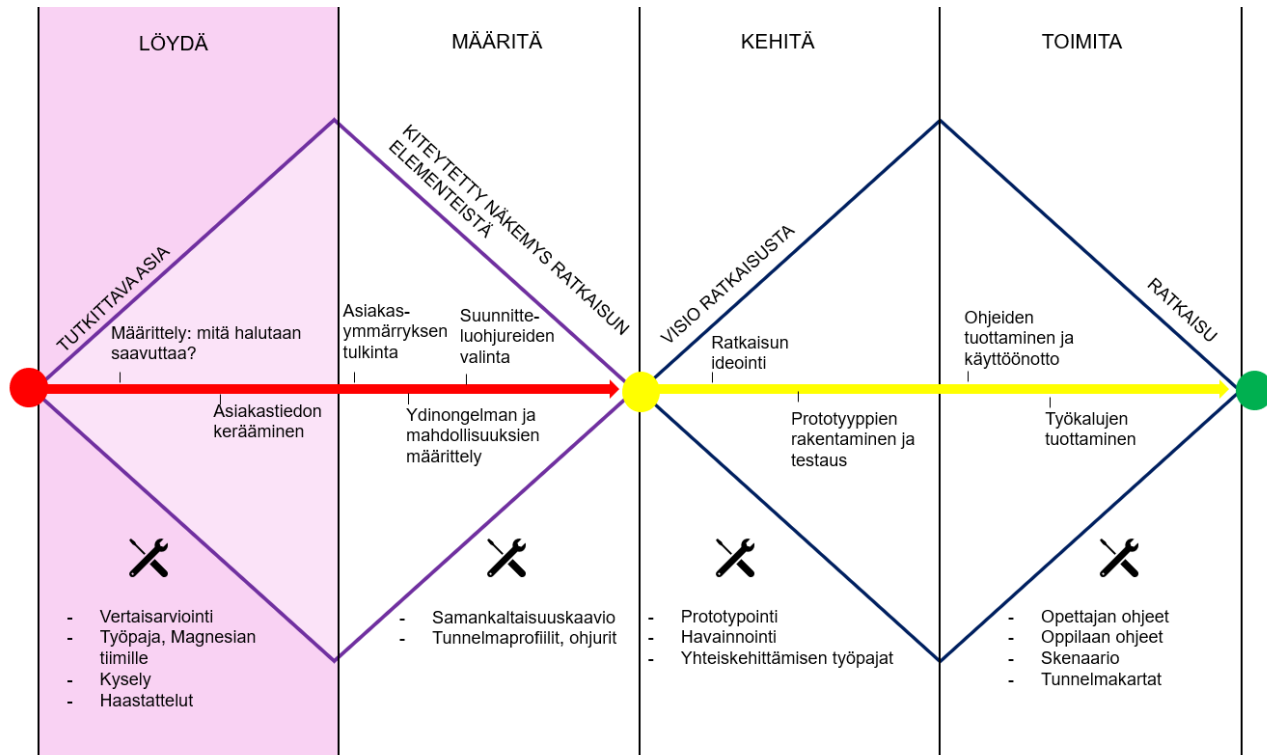 LÖYDÄ
MÄÄRITÄ
KEHITÄ
TOIMITA
TUTKITTAVA ASIA
KITEYTETTY NÄKEMYS RATKAISUN
ELEMENTEISTÄ
VISIO RATKAISUSTA
RATKAISU
Määrittely: mitä halutaan
saavuttaa?
Asiakastiedon
kerääminen
Asiakas-
ymmärryksen
tulkinta
Ydinongelman ja
mahdollisuuksien
määrittely
Suunnitte-
luohjureiden
valinta
Ratkaisun
ideointi
Prototyyppien
rakentaminen ja
testaus
Ohjeiden
tuottaminen ja
käyttöönotto
Työkalujen
tuottaminen
- Vertaisarviointi
- Työpaja, Magnesian
tiimille
- Kysely
- Haastattelut
- Samankaltaisuuskaavio
- Tunnelmaprofiilit, ohjurit
- Prototypointi
- Havainnointi
- Yhteiskehittämisen työpajat
- Opettajan ohjeet
- Oppilaan ohjeet
- Skenaario
- Tunnelmakartat